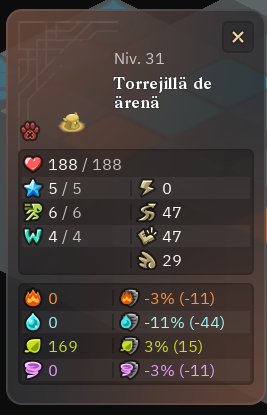 Niv. 31
Torrejillä de
ärenä
188 / 188
5 / 5 0
6 / 6 47
4 / 4 47
29
0 -3% (-11)
0 -11% (-44)
169 3% (15)
0 -3% (-11)